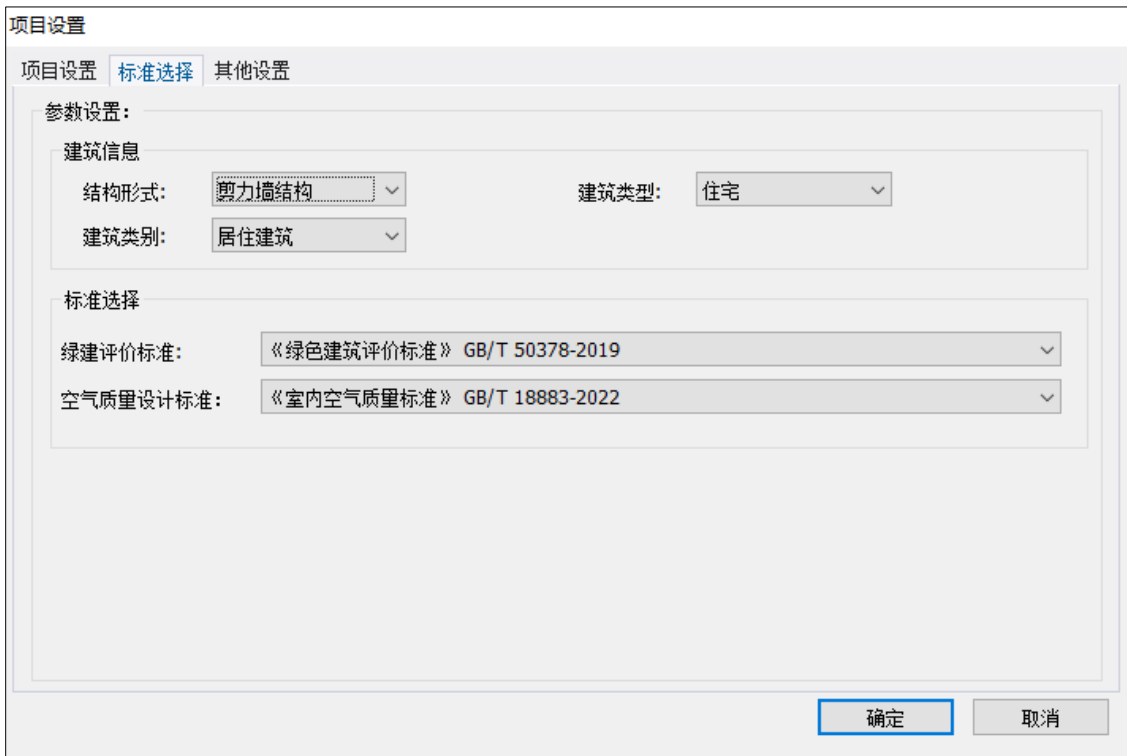 项目设置
项目设置 标准选择 其他设置
参数设置：
建筑信息
结构形式： 剪力墙结构 建筑类型： 住宅
建筑类别： 居住建筑
标准选择
绿建评价标准： 《绿色建筑评价标准》 GB/T 50378-2019
空气质量设计标准： 《室内空气质量标准》 GB/T 18883-2022
确定 取消